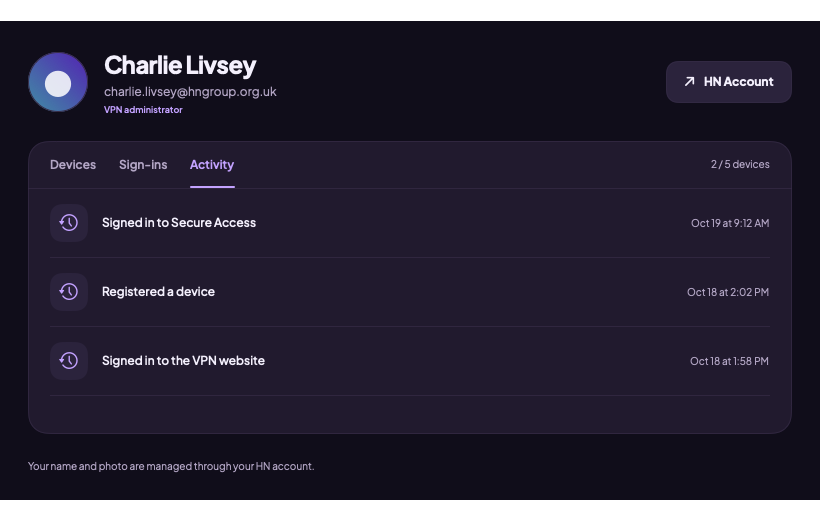 Charlie Livsey
charlie.livsey@hngroup.org.uk
VPN administrator
HN Account
Devices Sign-ins Activity 2 / 5 devices
Signed in to Secure Access Oct 19 at 9:12 AM
Registered a device Oct 18 at 2:02 PM
Signed in to the VPN website Oct 18 at 1:58 PM
Your name and photo are managed through your HN account.